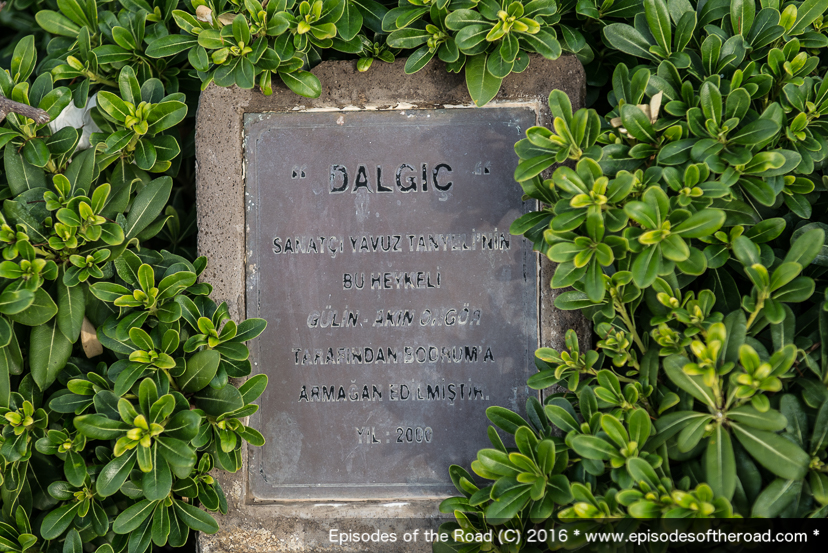 " DALGIÇ "
SANATÇI YAVUZ TANYELİ'NİN
BU HEYKELİ
GÜLİN, AKIN ÖNGÖR
TARAFINDAN BODRUM'A
ARMAĞAN EDİLMİŞTİR.
YIL : 2000
Episodes of the Road (C) 2016 * www.episodesoftheroad.com *